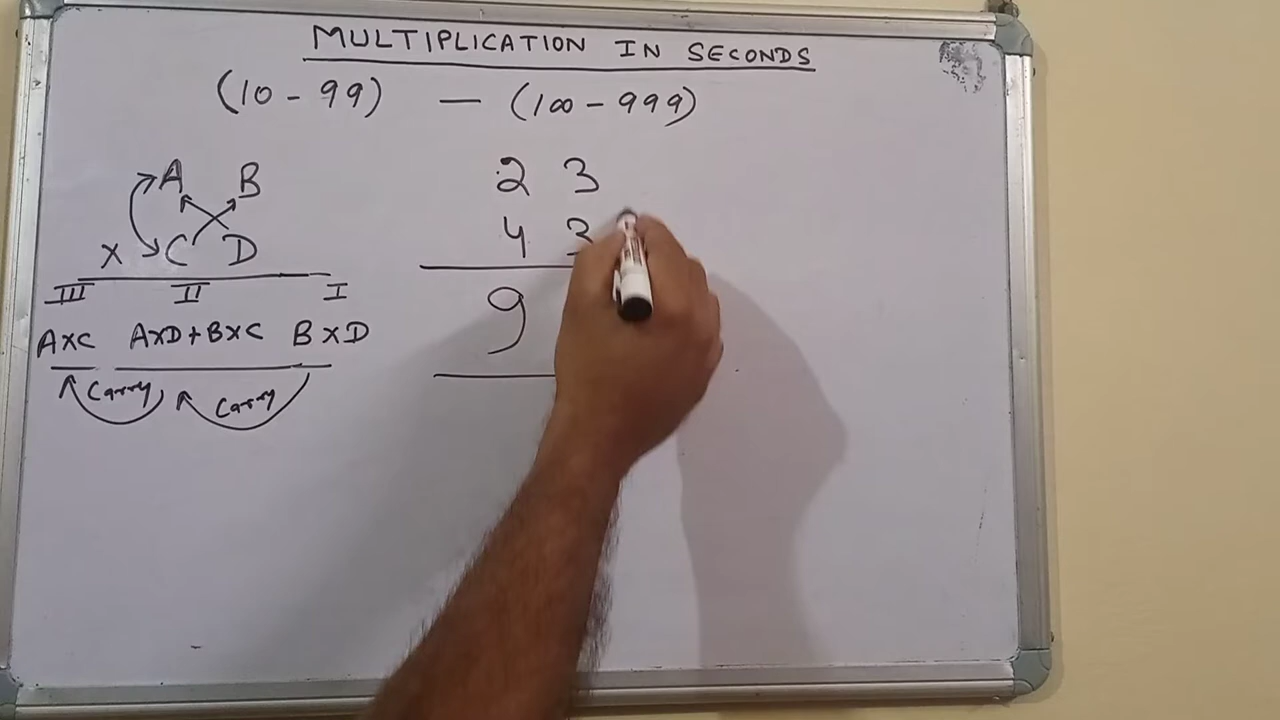 MULTIPLICATION IN SECONDS
(10 - 99) — (100 - 999)
A B
x C D
III II I
AxC AxD+BxC BxD
Carry Carry
2 3
4 3
9